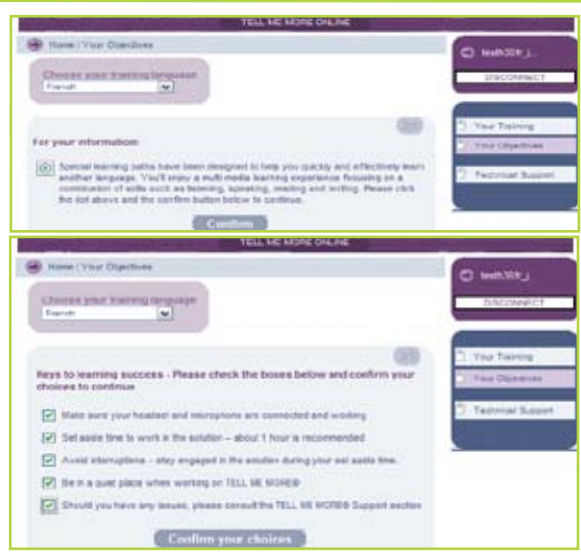 TELL ME MORE ONLINE
Home / Your Objectives
Choose your training language
French
DISCONNECT
For your information:
Special learning paths have been designed to help you quickly and effectively learn
another language. You'll enjoy a multi media learning experience focusing on a
combination of skills such as listening, speaking, reading and writing. Please click
the dot above and the confirm button below to continue.
Confirm
Your Training
Your Objectives
Technical Support
TELL ME MORE ONLINE
Home / Your Objectives
Choose your training language
French
DISCONNECT
Keys to learning success - Please check the boxes below and confirm your
choices to continue
Make sure your headset and microphone are connected and working
Set aside time to work in the solution – about 1 hour is recommended
Avoid interruptions - stay engaged in the solution during your set aside time.
Be in a quiet place when working on TELL ME MORE®
Should you have any issues, please consult the TELL ME MORE® Support section
Confirm your choices
Your Training
Your Objectives
Technical Support